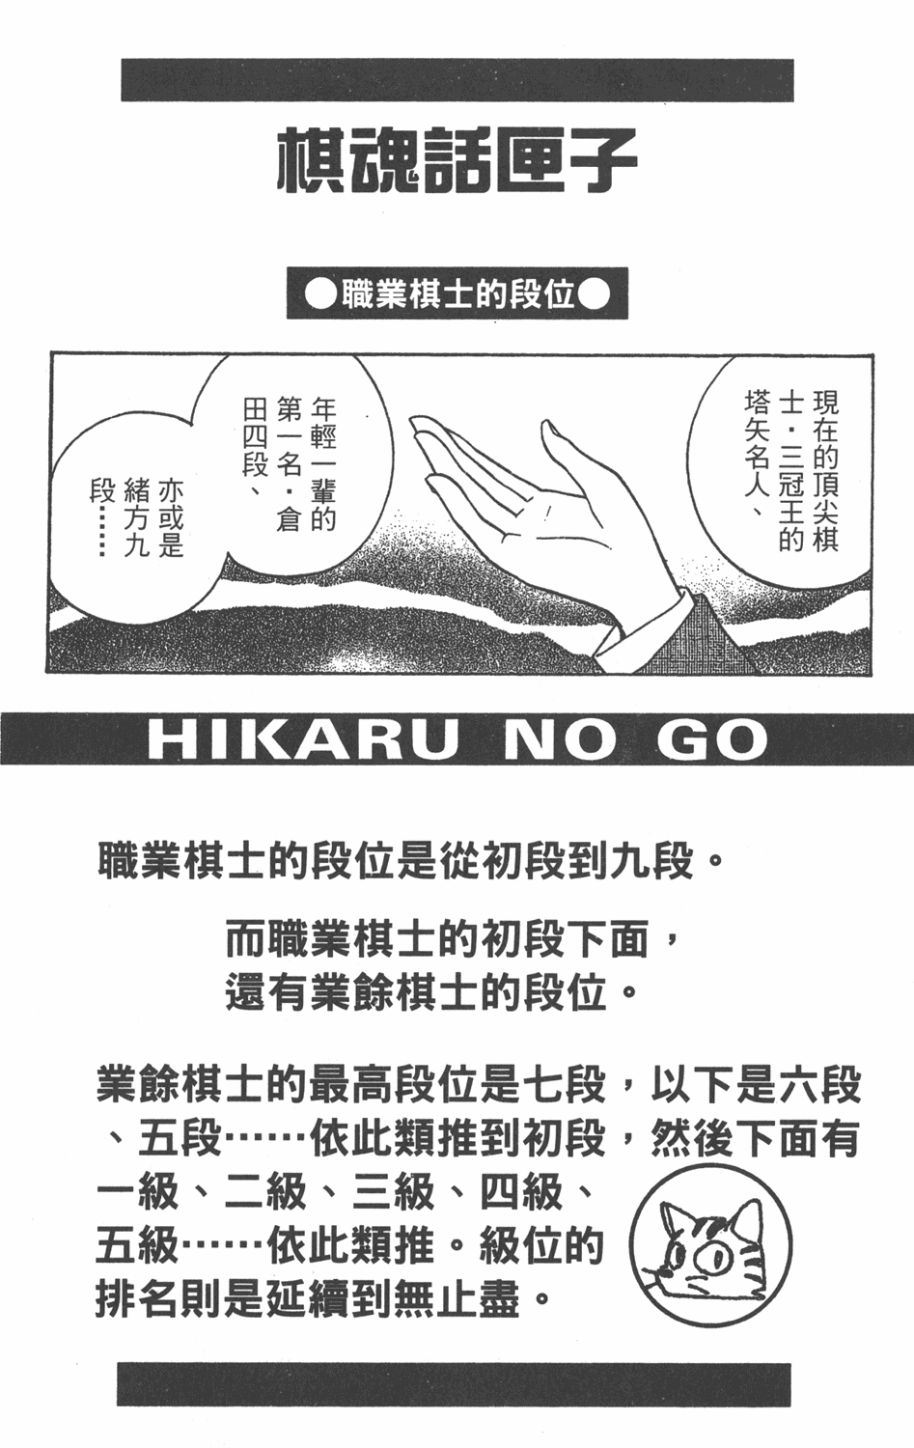 棋魂話匣子
●職業棋士的段位●
現在的頂尖棋
士・三冠王的
塔矢名人、
年輕一輩的
第一名・倉
田四段、
亦或是
緒方九
段……
HIKARU NO GO
職業棋士的段位是從初段到九段。
而職業棋士的初段下面，
還有業餘棋士的段位。
業餘棋士的最高段位是七段，以下是六段
、五段……依此類推到初段，然後下面有
一級、二級、三級、四級、
五級……依此類推。級位的
排名則是延續到無止盡。